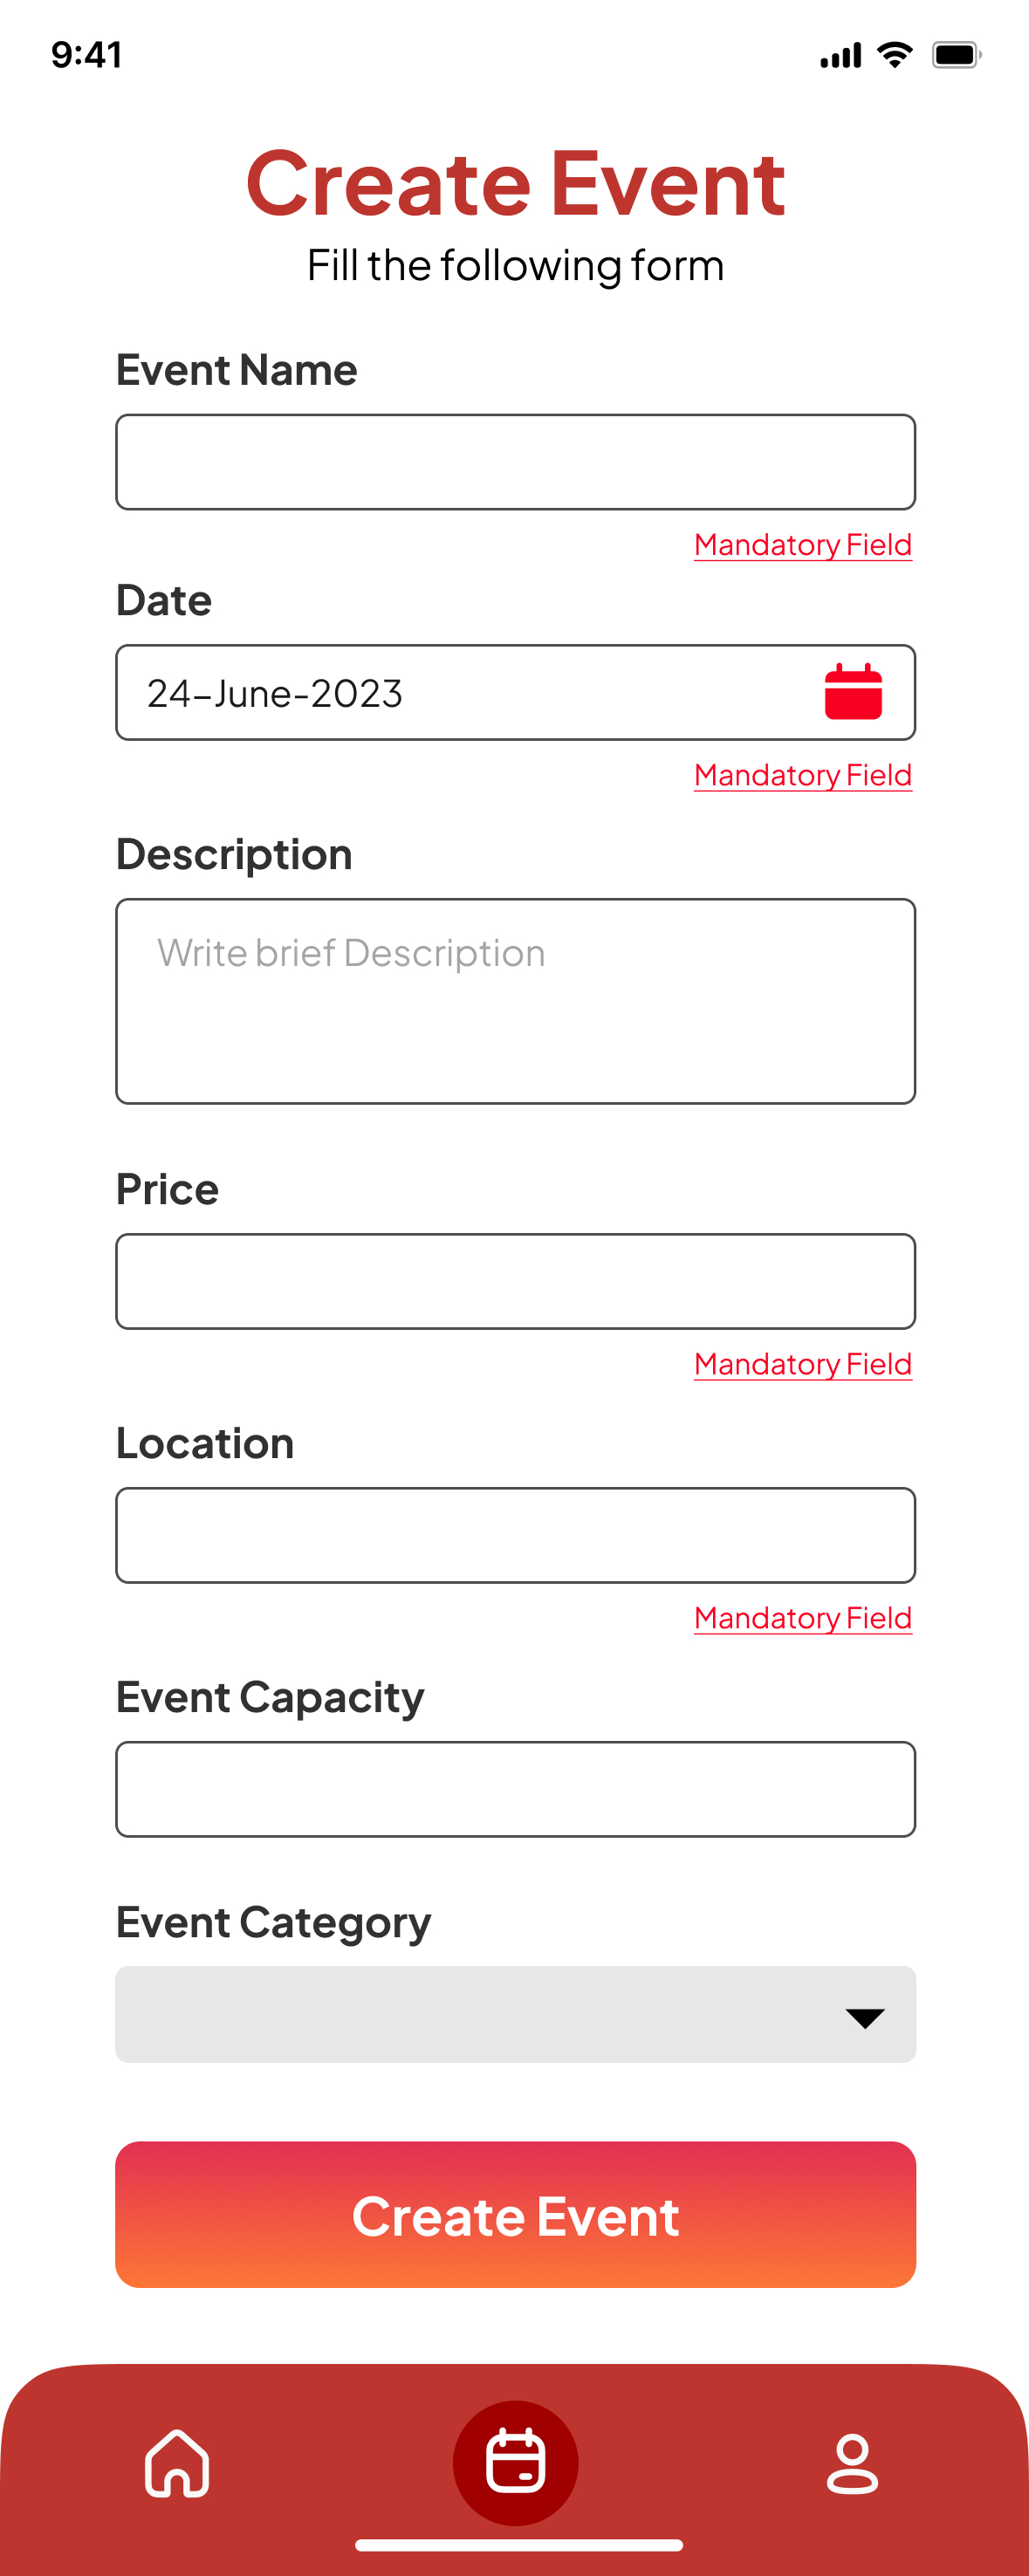 9:41
Create Event
Fill the following form
Event Name
Mandatory Field
Date
24–June-2023
Mandatory Field
Description
Write brief Description
Price
Mandatory Field
Location
Mandatory Field
Event Capacity
Event Category
Create Event